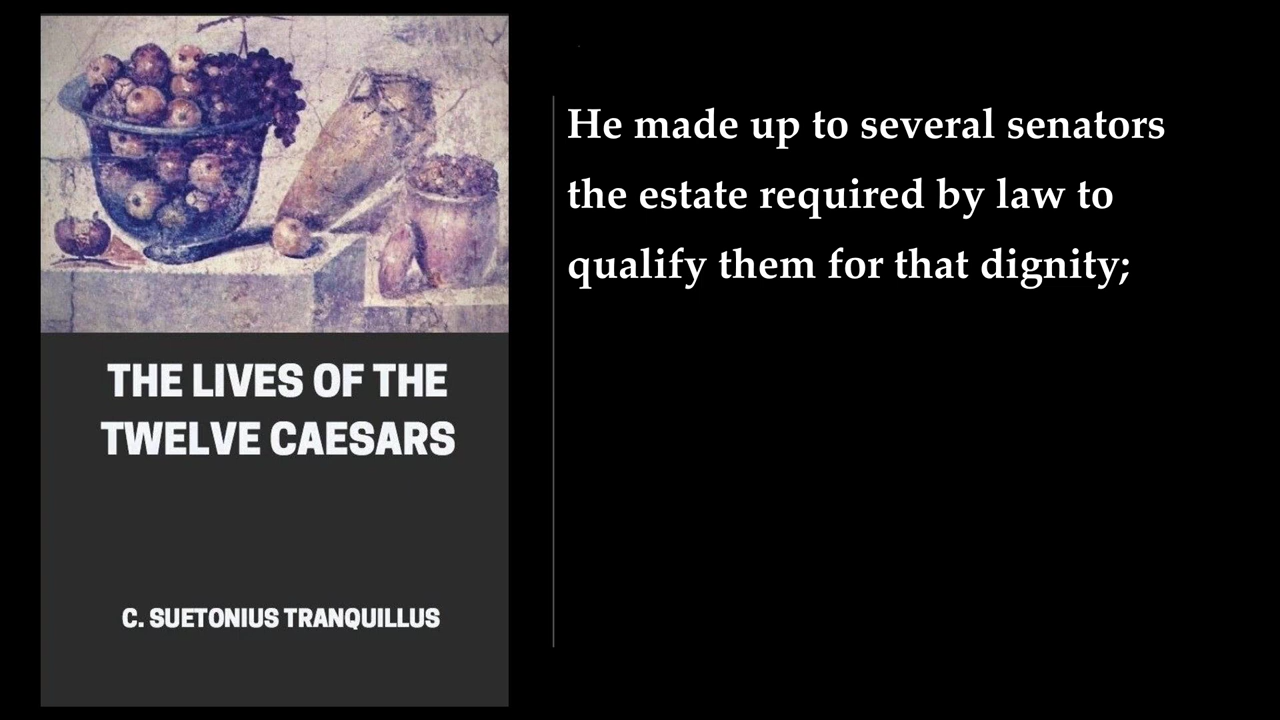 THE LIVES OF THE
TWELVE CAESARS
C. SUETONIUS TRANQUILLUS
He made up to several senators
the estate required by law to
qualify them for that dignity;